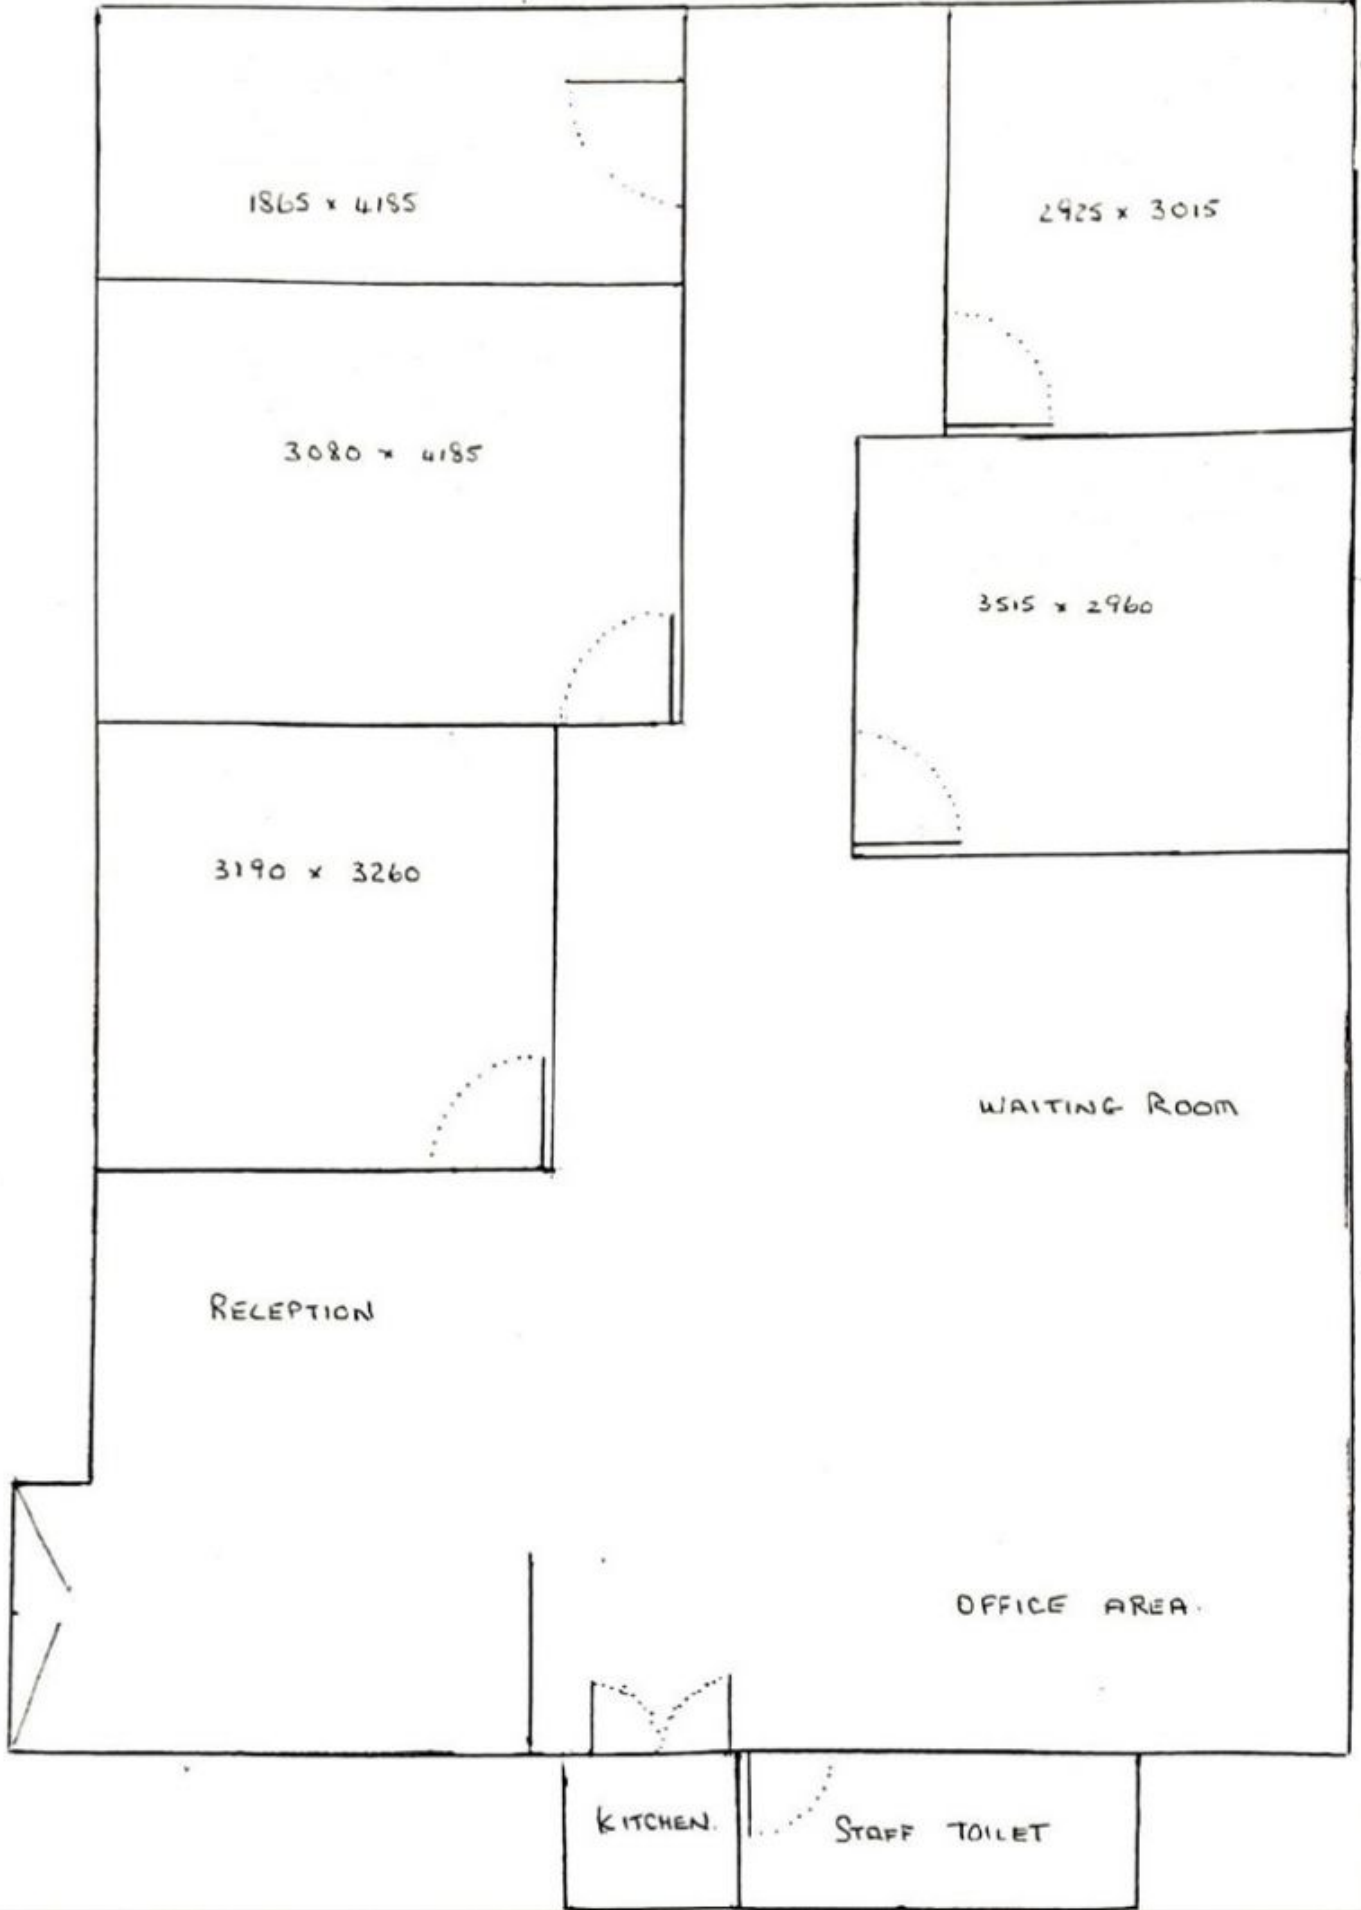 1865 x 4185
2925 x 3015
3080 x 4185
3515 x 2960
3190 x 3260
WAITING ROOM
RECEPTION
OFFICE AREA.
KITCHEN.
STAFF TOILET